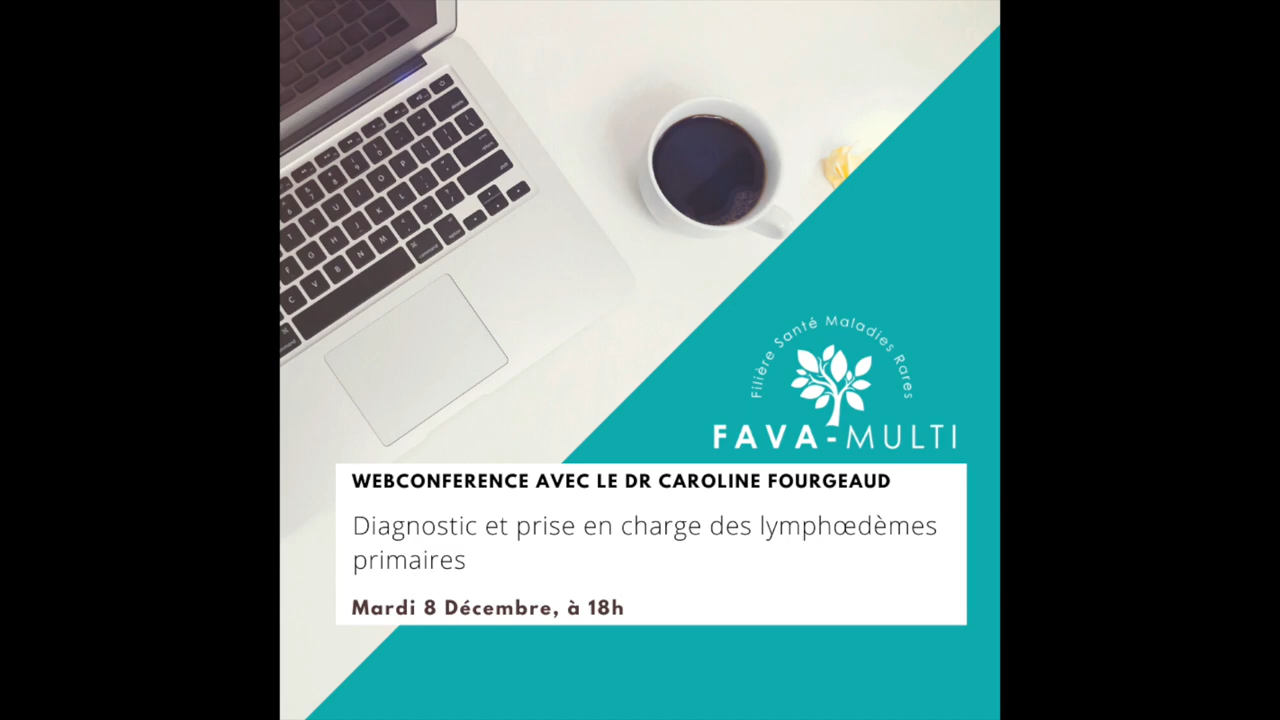 Filière Santé Maladies Rares
FAVA-MULTI
WEBCONFERENCE AVEC LE DR CAROLINE FOURGEAUD
Diagnostic et prise en charge des lymphœdèmes
primaires
Mardi 8 Décembre, à 18h